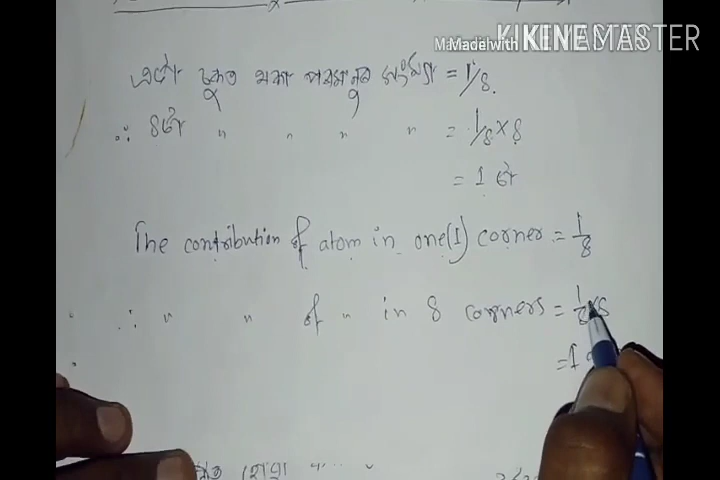 Made with KINEMASTER
এটা চুকত থকা পৰমাণুৰ সংখ্যা = 1/8.
∴ 8টা " " " " = 1/8 × 8
= 1 টা
The contribution of atom in one(1) corner = 1/8
∴ " " of " in 8 corners = 1/8 × 8
= 1